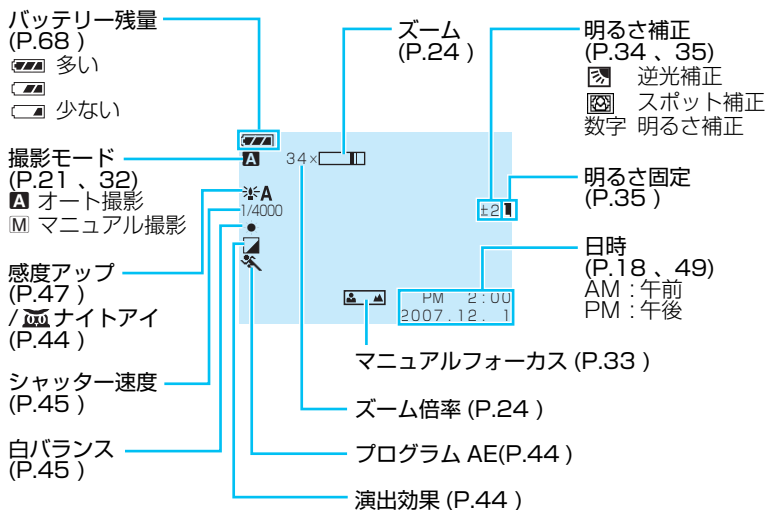 バッテリー残量
(P.68 )
多い
少ない
撮影モード
(P.21 、32)
A オート撮影
M マニュアル撮影
感度アップ
(P.47 )
/ ナイトアイ
(P.44 )
シャッター速度
(P.45 )
白バランス
(P.45 )
ズーム
(P.24 )
A
34×
A
1/4000
±2
PM 2:00
2007.12. 1
明るさ補正
(P.34 、35)
逆光補正
スポット補正
数字 明るさ補正
明るさ固定
(P.35 )
日時
(P.18 、49)
AM : 午前
PM : 午後
マニュアルフォーカス (P.33 )
ズーム倍率 (P.24 )
プログラム AE(P.44 )
演出効果 (P.44 )